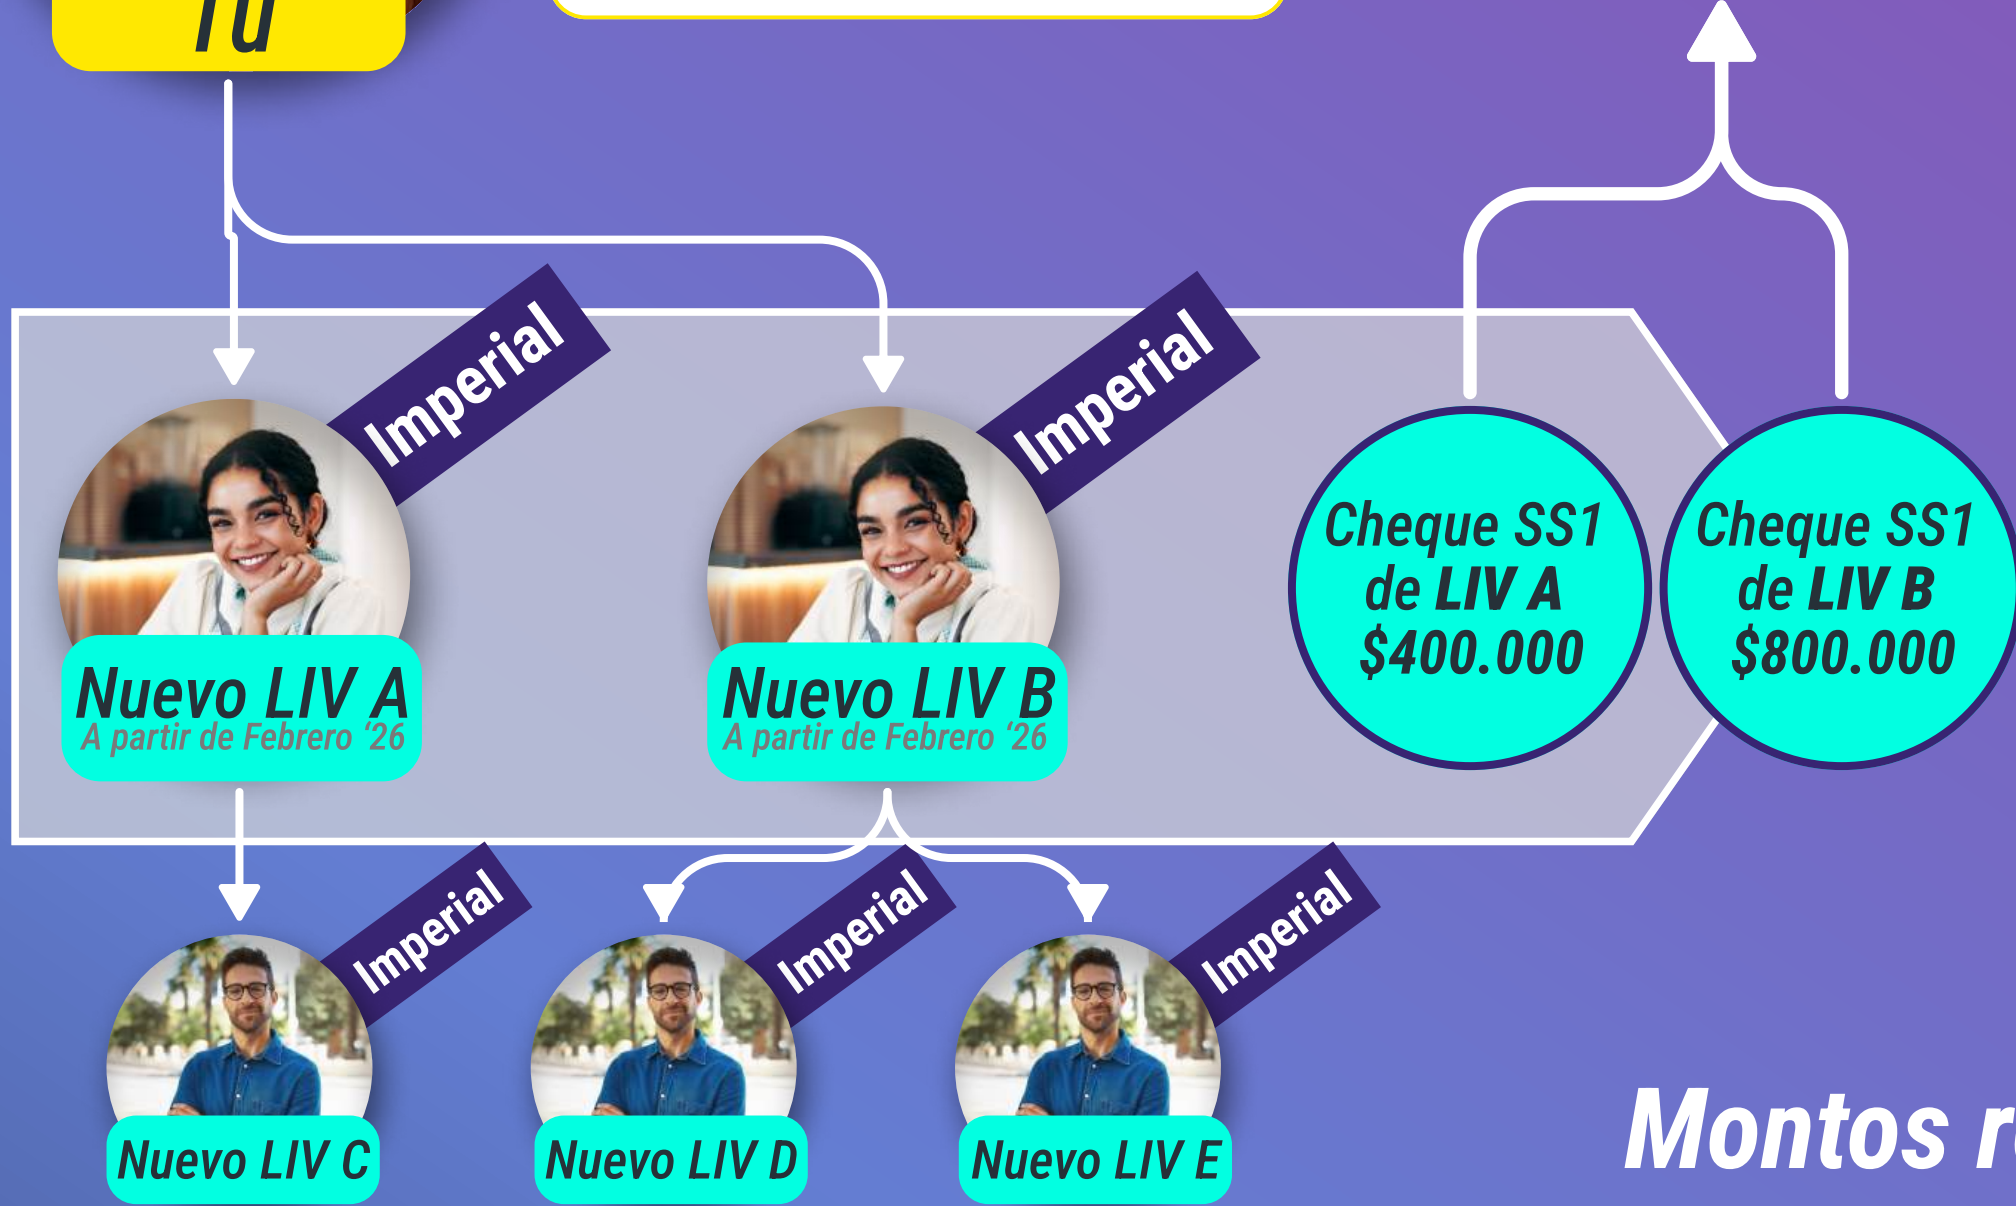 Tú
Imperial
Imperial
Cheque SS1
de LIV A
$400.000
Cheque SS1
de LIV B
$800.000
Nuevo LIV A
A partir de Febrero ‘26
Nuevo LIV B
A partir de Febrero ‘26
Imperial
Imperial
Imperial
Nuevo LIV C
Nuevo LIV D
Nuevo LIV E
Montos